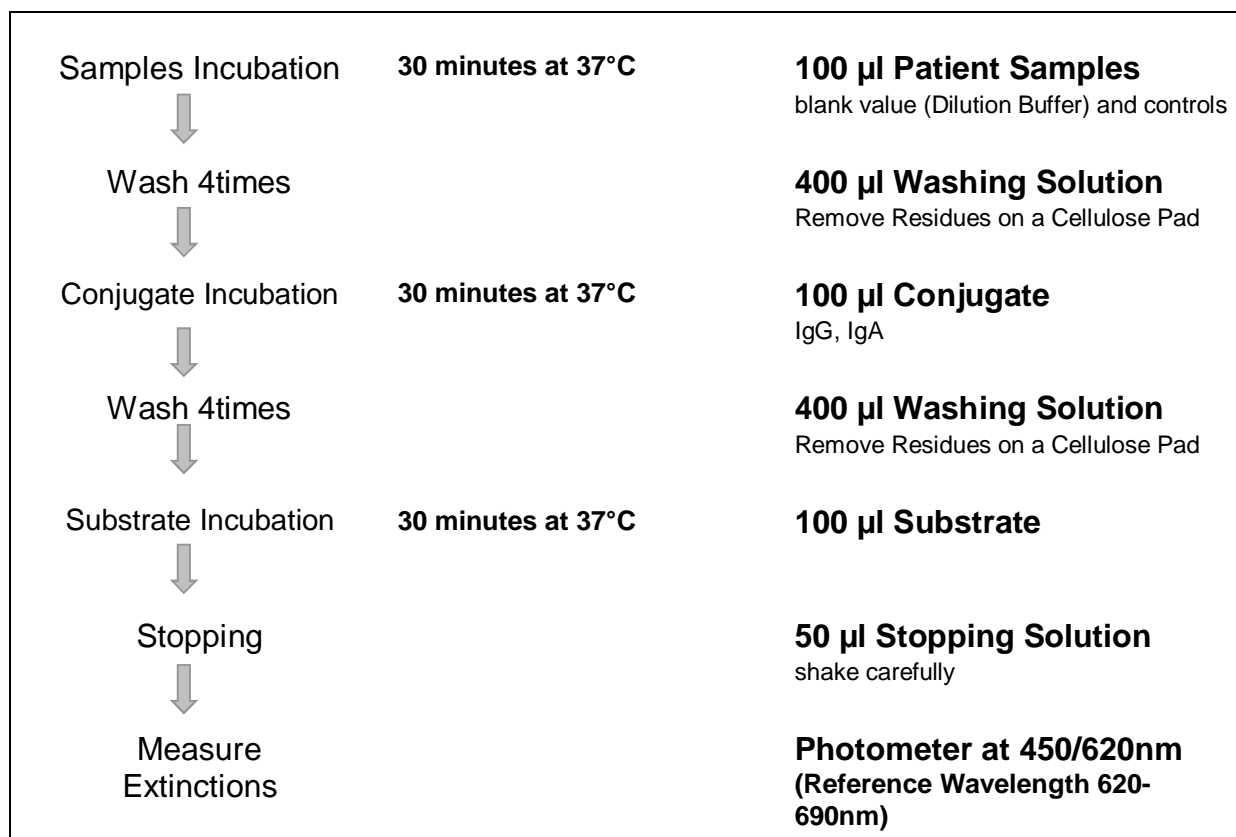 Samples Incubation 30 minutes at 37°C 100 µl Patient Samples
blank value (Dilution Buffer) and controls
Wash 4times 400 µl Washing Solution
Remove Residues on a Cellulose Pad
Conjugate Incubation 30 minutes at 37°C 100 µl Conjugate
IgG, IgA
Wash 4times 400 µl Washing Solution
Remove Residues on a Cellulose Pad
Substrate Incubation 30 minutes at 37°C 100 µl Substrate
Stopping 50 µl Stopping Solution
shake carefully
Measure Photometer at 450/620nm
Extinctions (Reference Wavelength 620-
690nm)